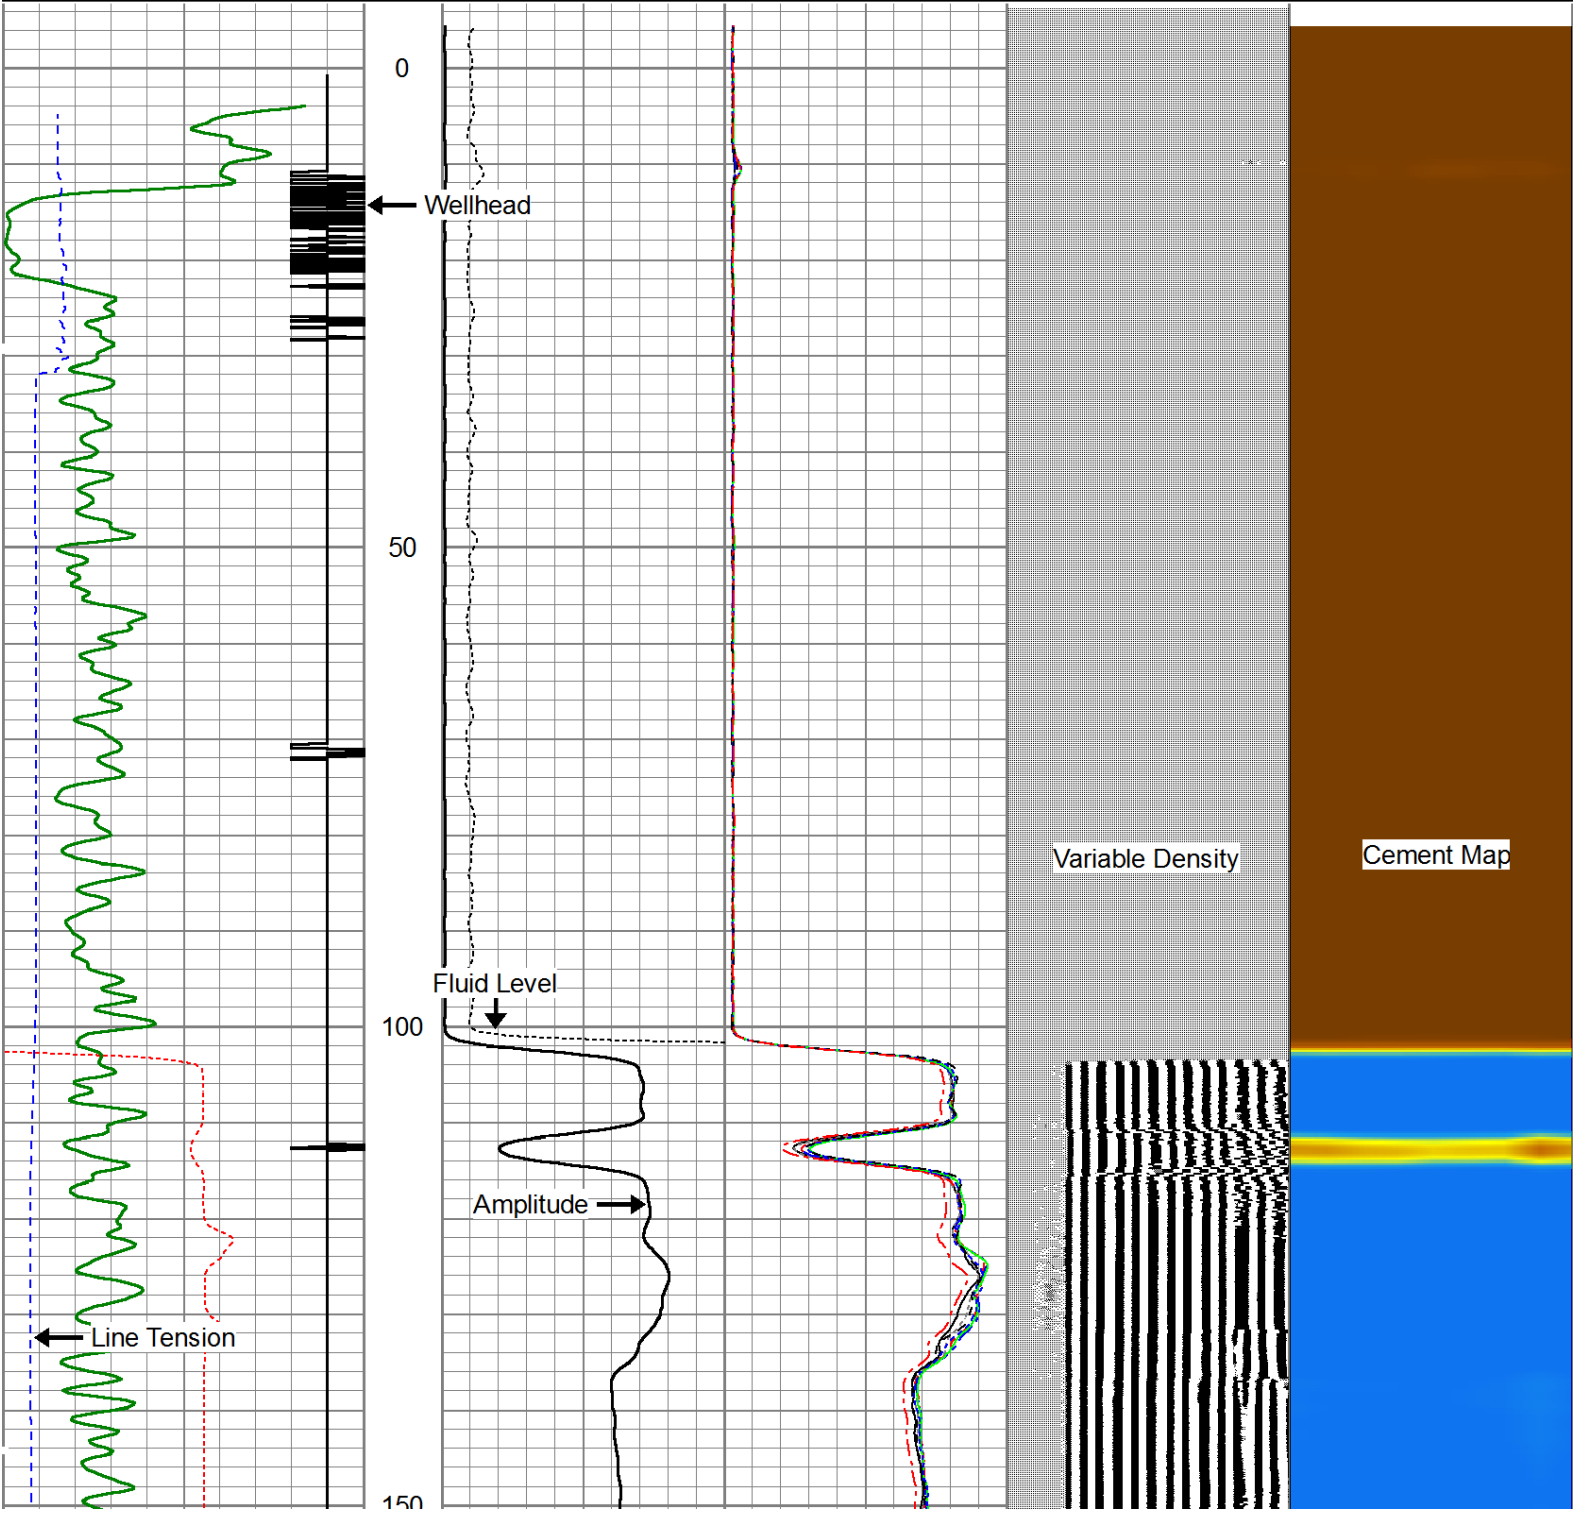 0
Wellhead
50
Variable Density
Cement Map
Fluid Level
100
Amplitude
Line Tension
150